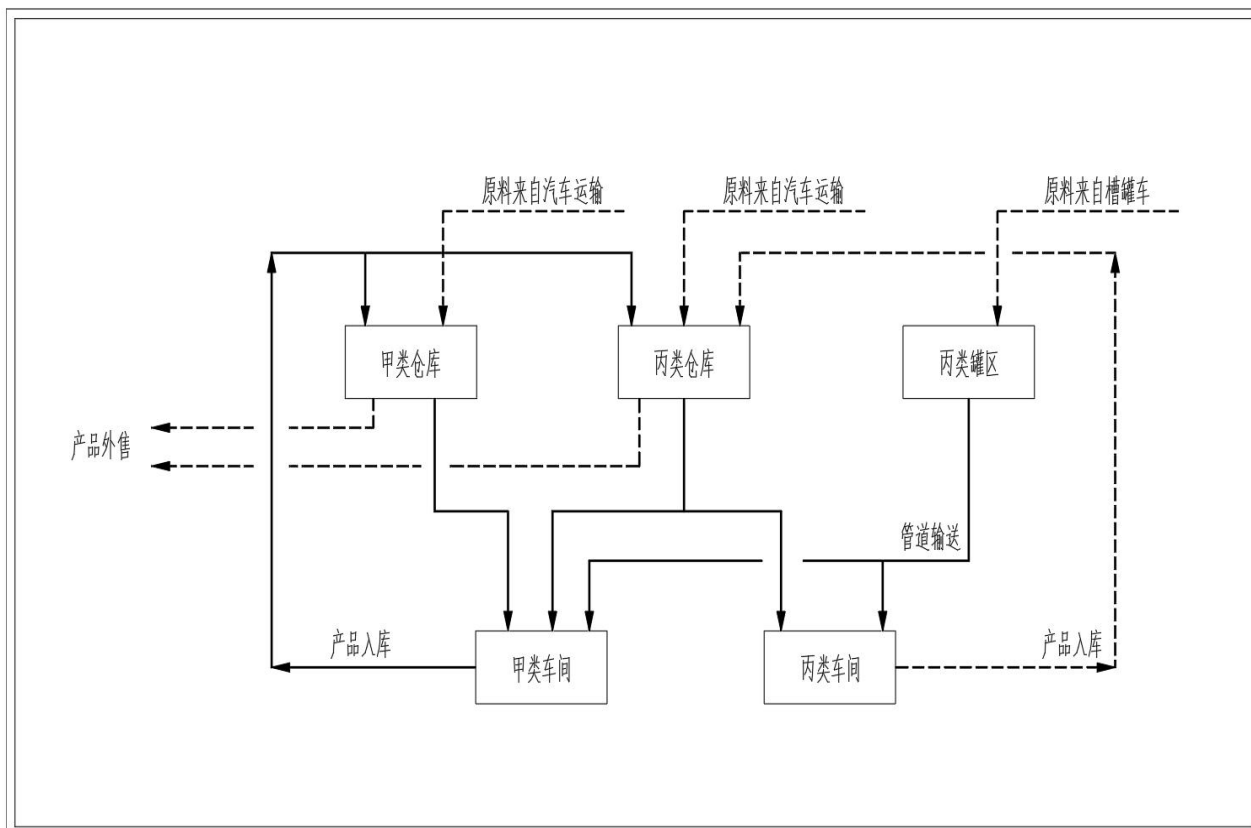 原料来自汽车运输
原料来自汽车运输
原料来自槽罐车
甲类仓库
丙类仓库
丙类罐区
产品外售
管道输送
产品入库
甲类车间
丙类车间
产品入库